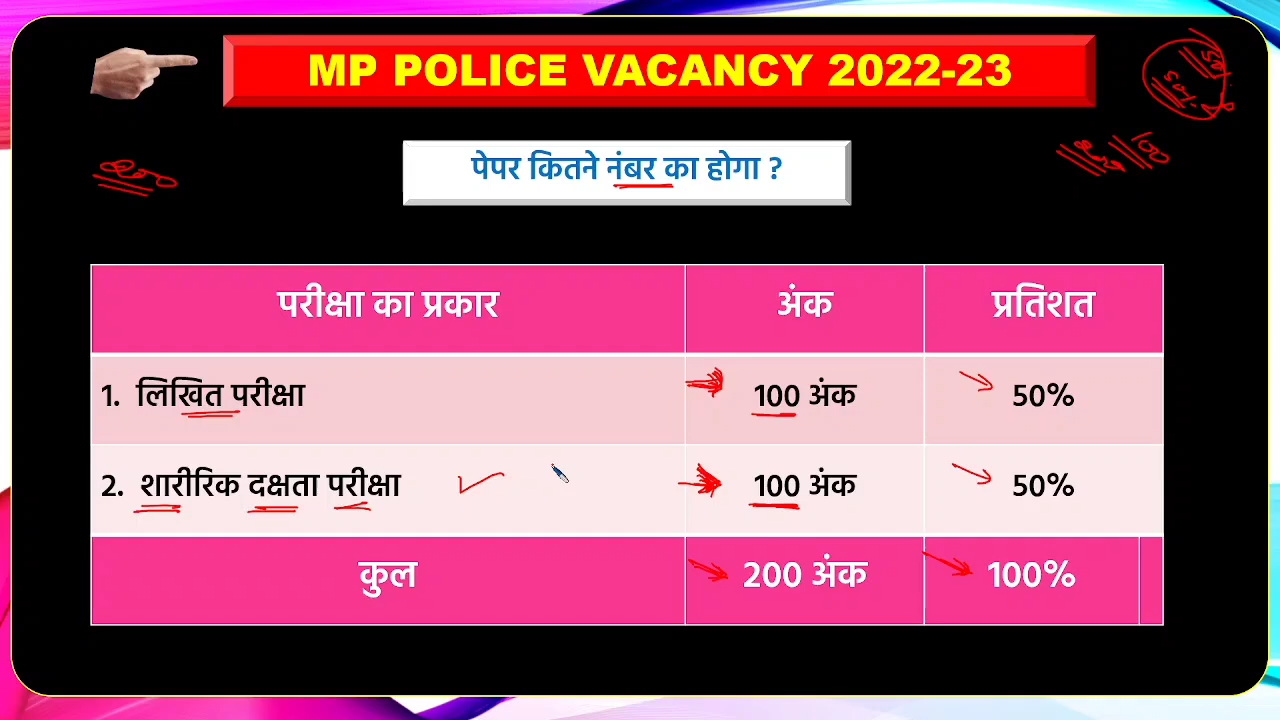 MP POLICE VACANCY 2022-23
पेपर कितने नंबर का होगा ?
परीक्षा का प्रकार अंक प्रतिशत
1. लिखित परीक्षा 100 अंक 50%
2. शारीरिक दक्षता परीक्षा 100 अंक 50%
कुल 200 अंक 100%